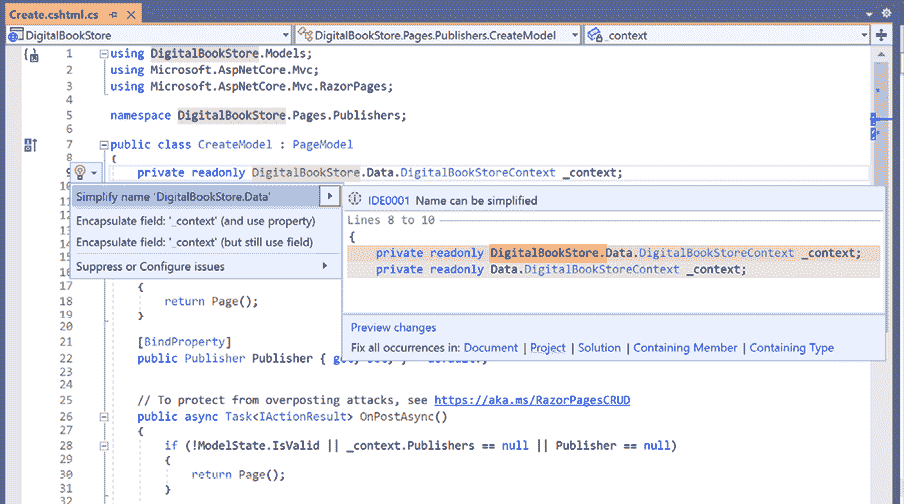 Create.cshtml.cs
DigitalBookStore DigitalBookStore.Pages.Publishers.CreateModel _context
1 using DigitalBookStore.Models;
2 using Microsoft.AspNetCore.Mvc;
3 using Microsoft.AspNetCore.Mvc.RazorPages;
4
5 namespace DigitalBookStore.Pages.Publishers;
6
7 public class CreateModel : PageModel
8 {
9 private readonly DigitalBookStore.Data.DigitalBookStoreContext _context;
10
Simplify name 'DigitalBookStore.Data'
Encapsulate field: '_context' (and use property)
Encapsulate field: '_context' (but still use field)
Suppress or Configure issues
IDE0001 Name can be simplified
Lines 8 to 10
{
private readonly DigitalBookStore.Data.DigitalBookStoreContext _context;
private readonly Data.DigitalBookStoreContext _context;
Preview changes
Fix all occurrences in: Document | Project | Solution | Containing Member | Containing Type
17 {
18 return Page();
19 }
20
21 [BindProperty]
22 public Publisher Publisher {
23
24
25 // To protect from overposting attacks, see https://aka.ms/RazorPagesCRUD
26 public async Task<IActionResult> OnPostAsync()
27 {
28 if (!ModelState.IsValid || _context.Publishers == null || Publisher == null)
29 {
30 return Page();
31 }
32